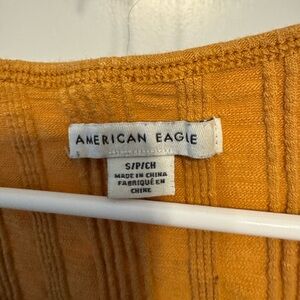 AMERICAN EAGLE
S/P/CH
MADE IN CHINA
FABRIQUÉ EN
CHINE